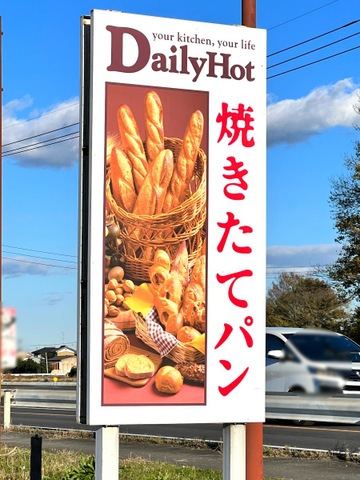 your kitchen, your life
DailyHot
焼きたてパン